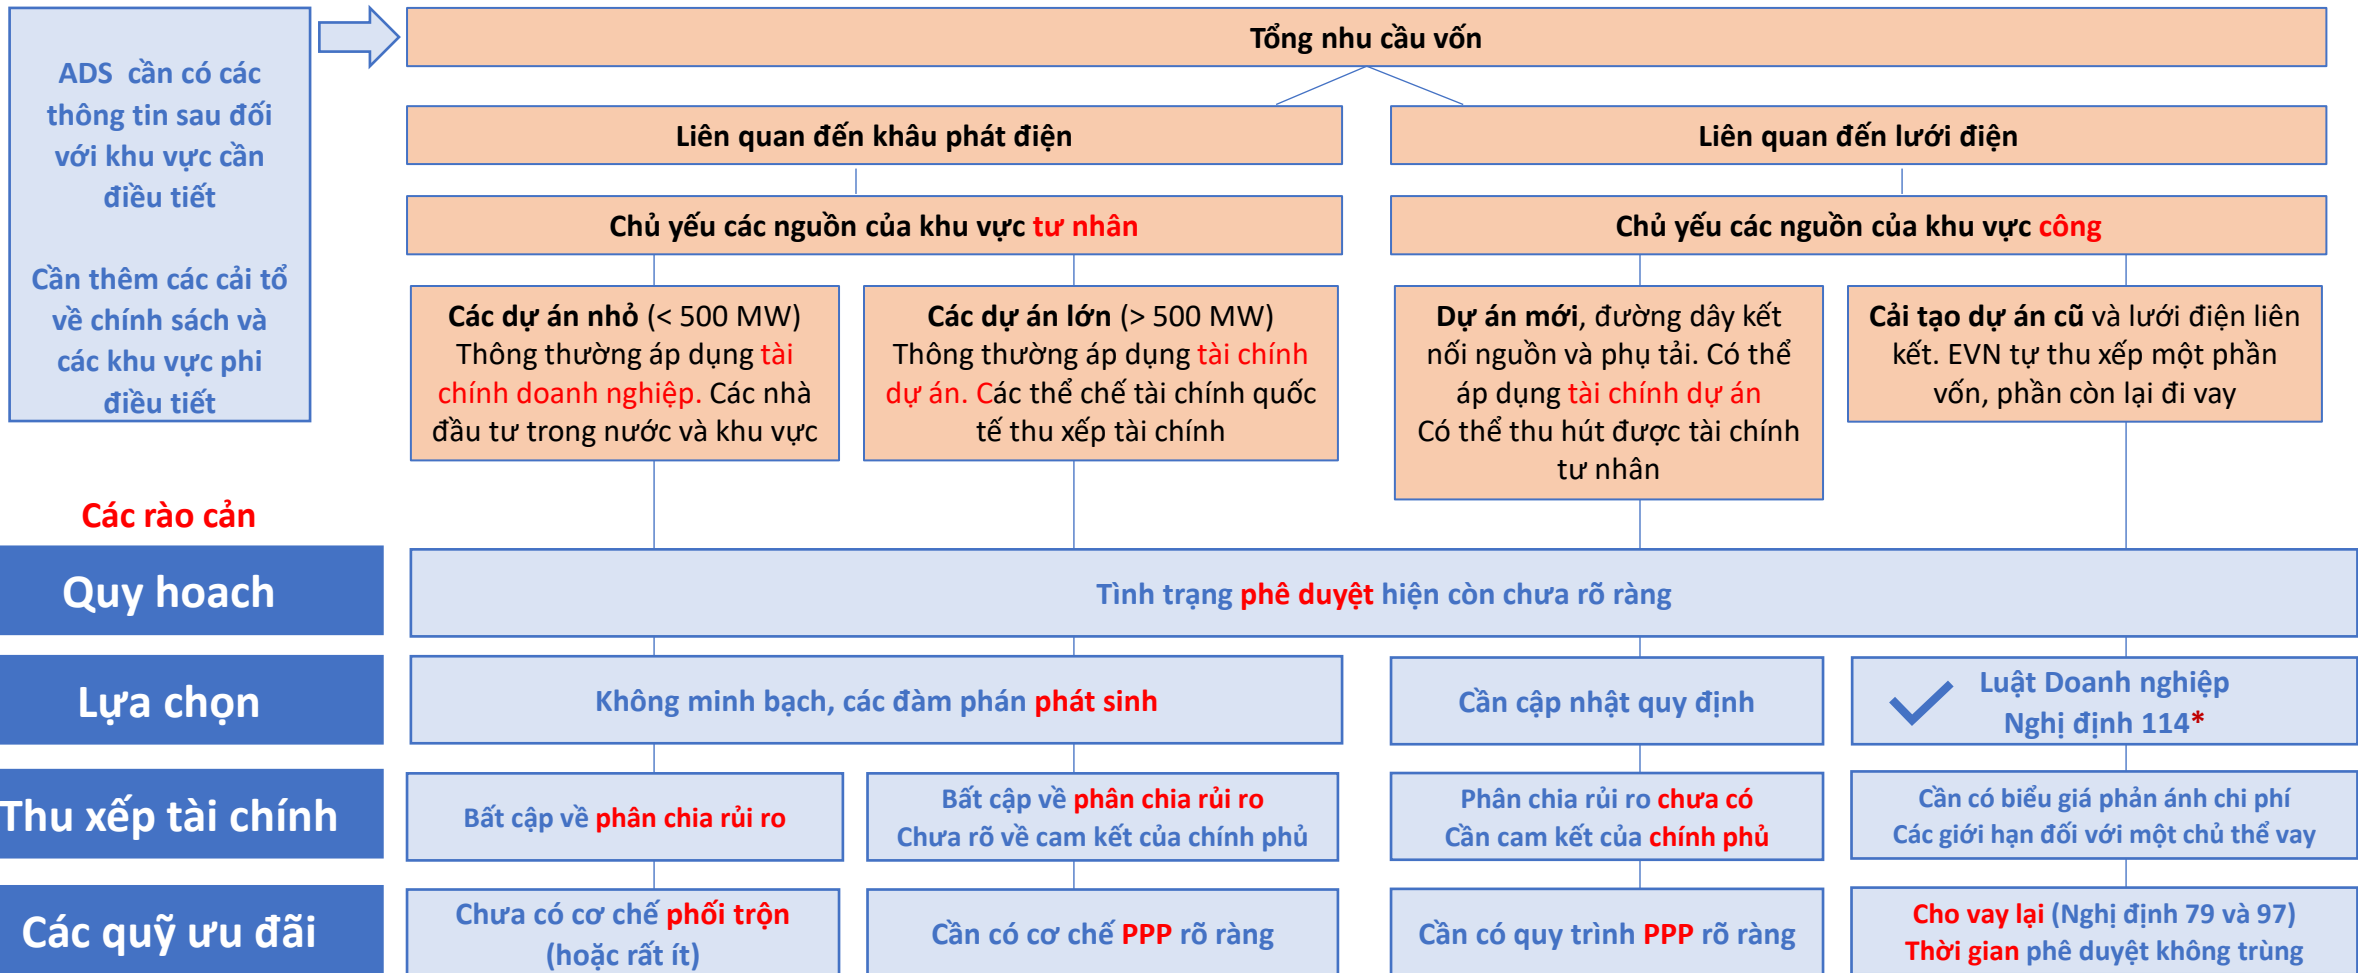 ADS cần có các
thông tin sau đối
với khu vực cần
điều tiết
Cần thêm các cải tổ
về chính sách và
các khu vực phi
điều tiết
Tổng nhu cầu vốn
Liên quan đến khâu phát điện
Liên quan đến lưới điện
Chủ yếu các nguồn của khu vực tư nhân
Chủ yếu các nguồn của khu vực công
Các dự án nhỏ (< 500 MW)
Thông thường áp dụng tài
chính doanh nghiệp. Các nhà
đầu tư trong nước và khu vực
Các dự án lớn (> 500 MW)
Thông thường áp dụng tài chính
dự án. Các thể chế tài chính quốc
tế thu xếp tài chính
Dự án mới, đường dây kết
nối nguồn và phụ tải. Có thể
áp dụng tài chính dự án
Có thể thu hút được tài chính
tư nhân
Cải tạo dự án cũ và lưới điện liên
kết. EVN tự thu xếp một phần
vốn, phần còn lại đi vay
Các rào cản
Quy hoach
Tình trạng phê duyệt hiện còn chưa rõ ràng
Lựa chọn
Không minh bạch, các đàm phán phát sinh
Cần cập nhật quy định
Luật Doanh nghiệp
Nghị định 114*
Thu xếp tài chính
Bất cập về phân chia rủi ro
Bất cập về phân chia rủi ro
Chưa rõ về cam kết của chính phủ
Phân chia rủi ro chưa có
Cần cam kết của chính phủ
Cần có biểu giá phản ánh chi phí
Các giới hạn đối với một chủ thể vay
Các quỹ ưu đãi
Chưa có cơ chế phối trộn
(hoặc rất ít)
Cần có cơ chế PPP rõ ràng
Cần có quy trình PPP rõ ràng
Cho vay lại (Nghị định 79 và 97)
Thời gian phê duyệt không trùng